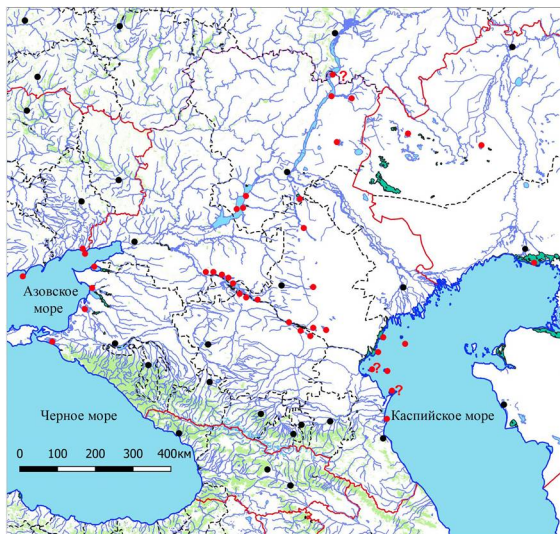 ?
Азовское
море
?
?
Черное море
Каспийское море
0 100 200 300 400км